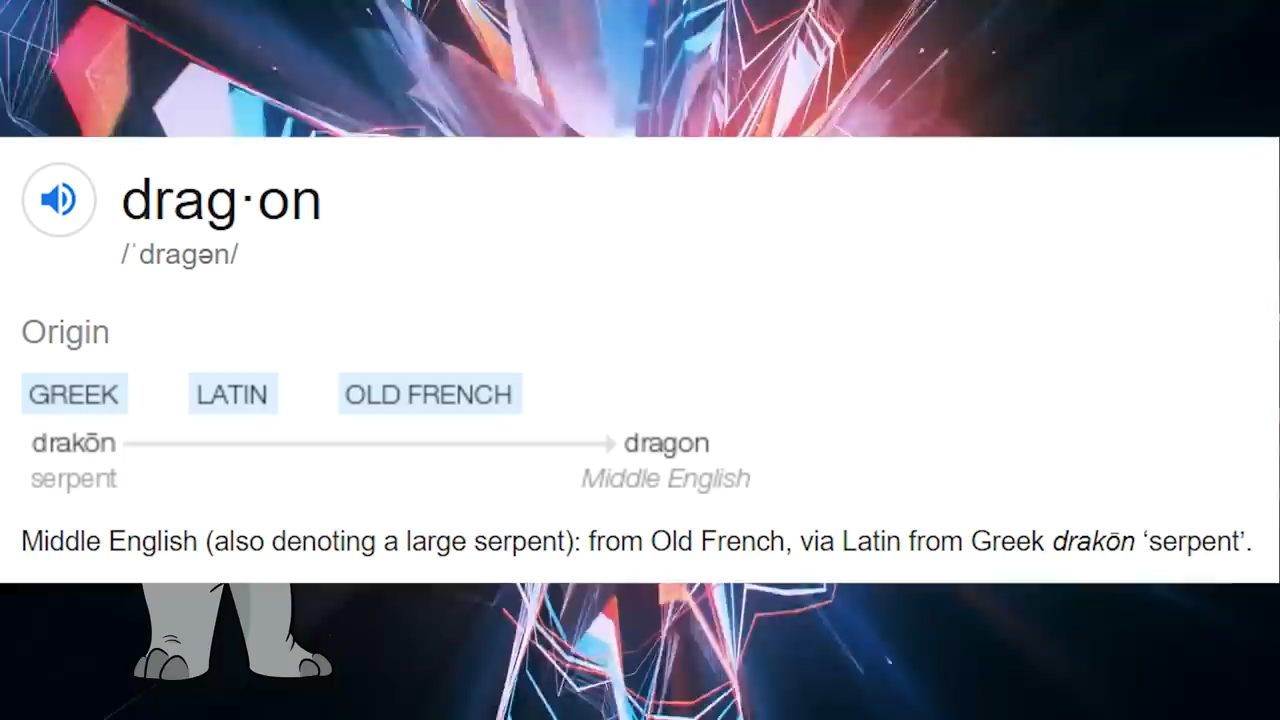 drag·on
/ˈdragən/
Origin
GREEK LATIN OLD FRENCH
drakōn dragon
serpent Middle English
Middle English (also denoting a large serpent): from Old French, via Latin from Greek drakōn ‘serpent’.